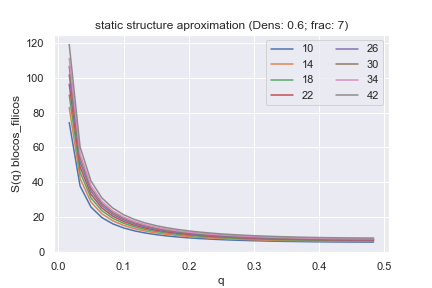 static structure aproximation (Dens: 0.6; frac: 7)
S(q) blocos_filicos
120
100
80
60
40
20
0
10 26
14 30
18 34
22 42
0.0 0.1 0.2 0.3 0.4 0.5
q